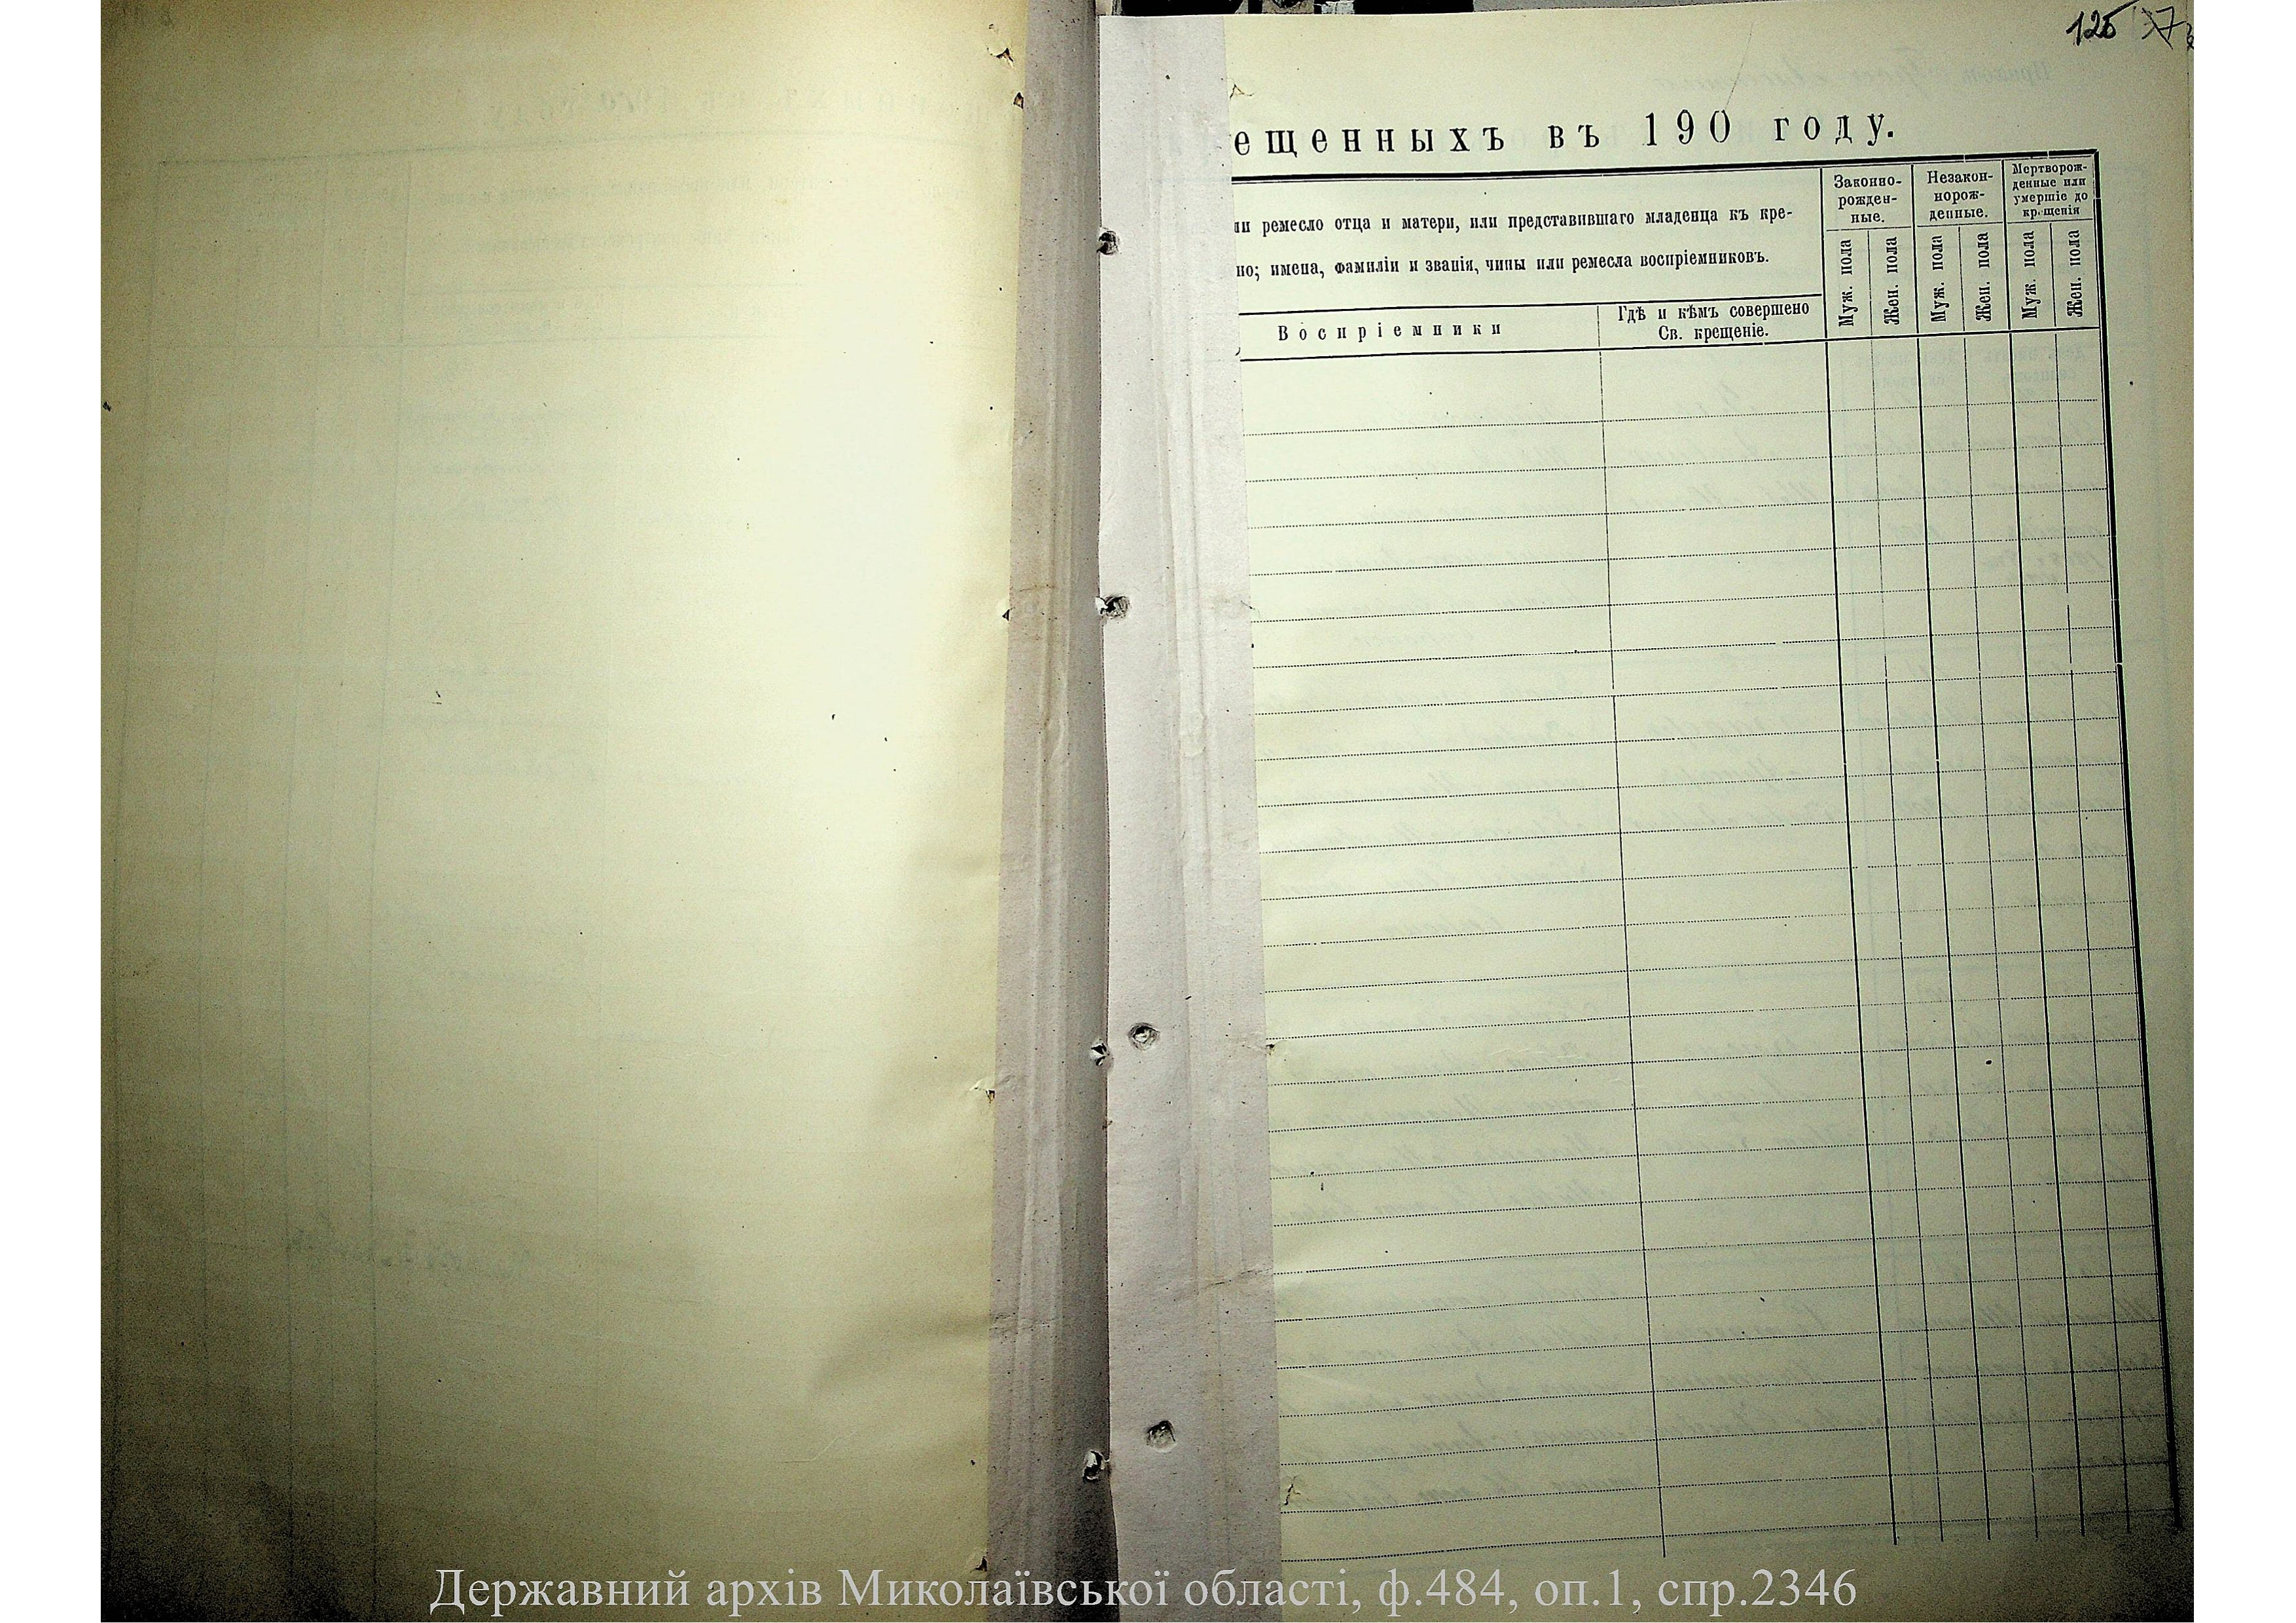 125
ещенныхъ въ 190 году.
ли ремесло отца и матери, или представившаго младенца къ кре-
но; имена, фамиліи и званія, чины или ремесла воспріемниковъ.
Законно-
рожден-
ные.
Незакон-
норож-
денные.
Мертворож-
денные или
умершіе до
крещенія
Муж. пола
Жен. пола
Муж. пола
Жен. пола
Муж. пола
Жен. пола
Воспріемники
Гдѣ и кѣмъ совершено
Св. крещеніе.
Державний архів Миколаївської області, ф.484, оп.1, спр.2346